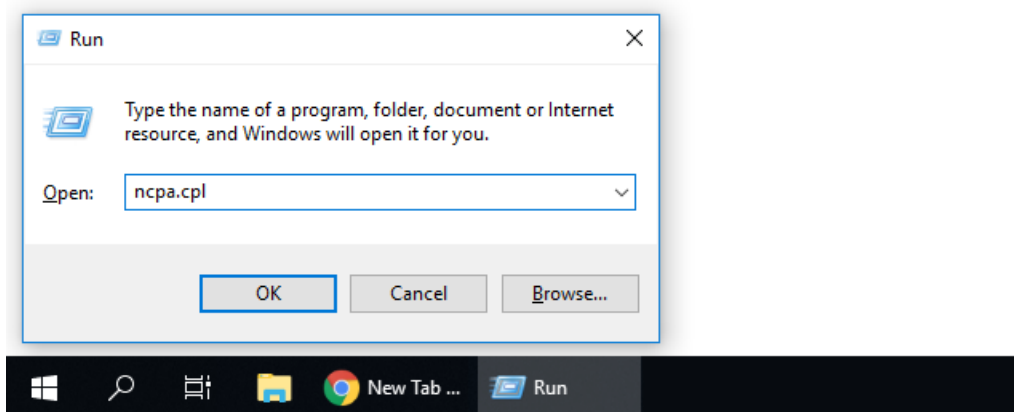 Run
Type the name of a program, folder, document or Internet
resource, and Windows will open it for you.
Open: ncpa.cpl
OK Cancel Browse...
New Tab ... Run